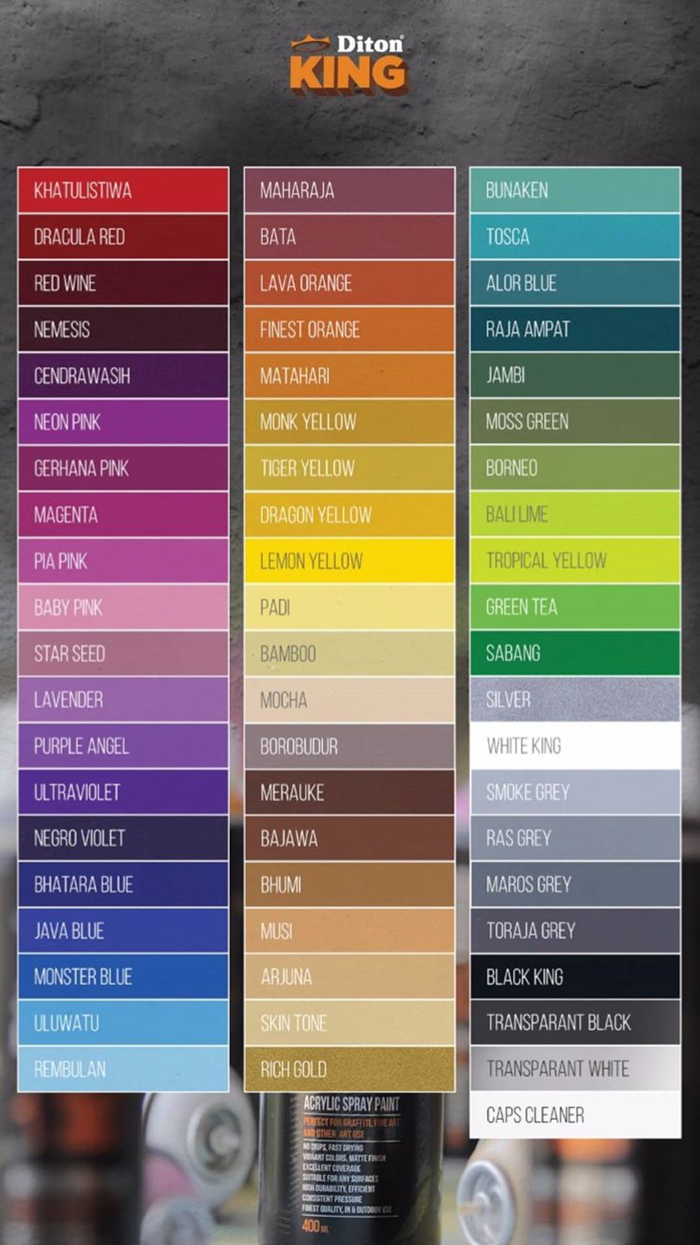 Diton
KING
KHATULISTIWA
DRACULA RED
RED WINE
NEMESIS
CENDRAWASIH
NEON PINK
GERHANA PINK
MAGENTA
PIA PINK
BABY PINK
STAR SEED
LAVENDER
PURPLE ANGEL
ULTRAVIOLET
NEGRO VIOLET
BHATARA BLUE
JAVA BLUE
MONSTER BLUE
ULUWATU
REMBULAN
MAHARAJA
BATA
LAVA ORANGE
FINEST ORANGE
MATAHARI
MONK YELLOW
TIGER YELLOW
DRAGON YELLOW
LEMON YELLOW
PADI
BAMBOO
MOCHA
BOROBUDUR
MERAUKE
BAJAWA
BHUMI
MUSI
ARJUNA
SKIN TONE
RICH GOLD
BUNAKEN
TOSCA
ALOR BLUE
RAJA AMPAT
JAMBI
MOSS GREEN
BORNEO
BALI LIME
TROPICAL YELLOW
GREEN TEA
SABANG
SILVER
WHITE KING
SMOKE GREY
RAS GREY
MAROS GREY
TORAJA GREY
BLACK KING
TRANSPARANT BLACK
TRANSPARANT WHITE
CAPS CLEANER
ACRYLIC SPRAY PAINT
PERFECT FOR GRAFFITI, FINE ART
AND OTHER ART USE
NO DRIPS, FAST DRYING
VIBRANT COLORS, MATTE FINISH
EXCELLENT COVERAGE
SUITABLE FOR ANY SURFACES
HIGH DURABILITY, EFFICIENT
CONSISTENT PRESSURE
FINEST QUALITY, IN & OUTDOOR USE
400 ML